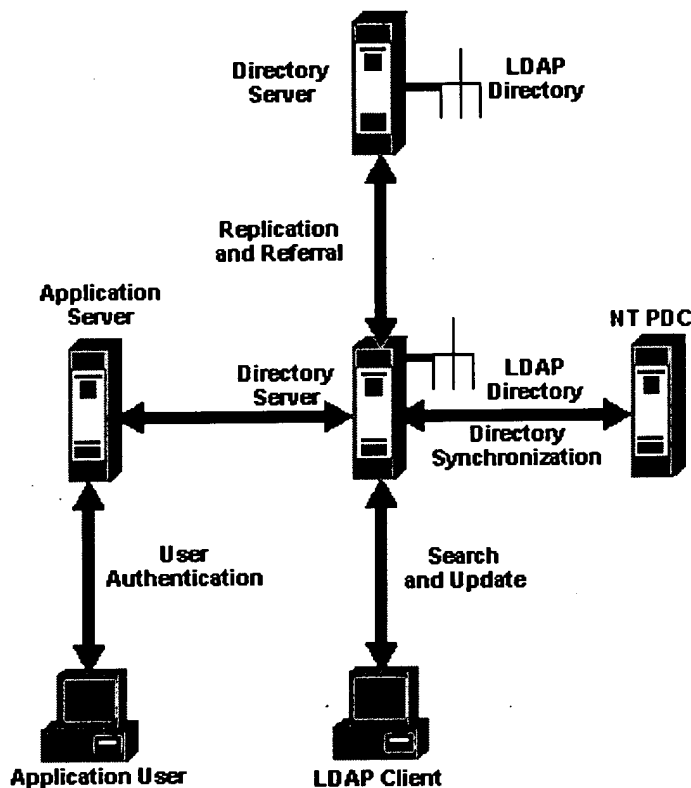 Directory
Server
LDAP
Directory
Replication
and Referral
Application
Server
NT PDC
Directory
Server
LDAP
Directory
Directory
Synchronization
User
Authentication
Search
and Update
Application User
LDAP Client